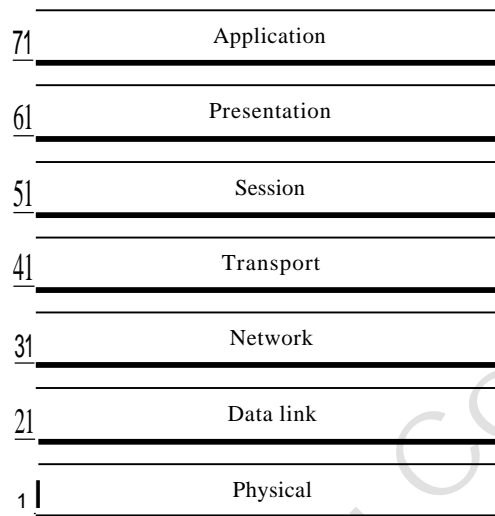 71 Application
61 Presentation
51 Session
41 Transport
31 Network
21 Data link
1 Physical